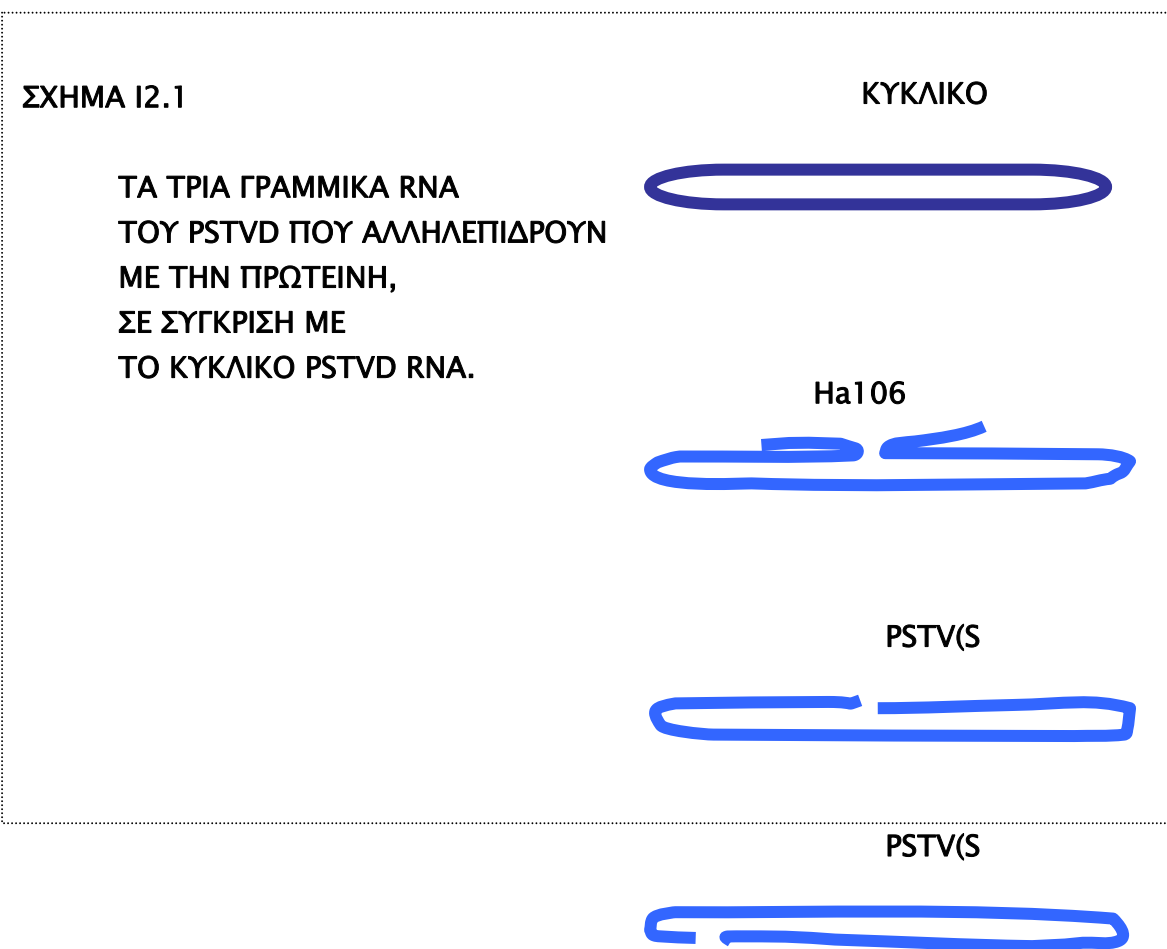 ΣΧΗΜΑ Ι2.1
ΚΥΚΛΙΚΟ
ΤΑ ΤΡΙΑ ΓΡΑΜΜΙΚΑ RNA
ΤΟΥ PSTVD ΠΟΥ ΑΛΛΗΛΕΠΙΔΡΟΥΝ
ΜΕ ΤΗΝ ΠΡΩΤΕΙΝΗ,
ΣΕ ΣΥΓΚΡΙΣΗ ΜΕ
ΤΟ ΚΥΚΛΙΚΟ PSTVD RNA.
Ha106
PSTV(S
PSTV(S